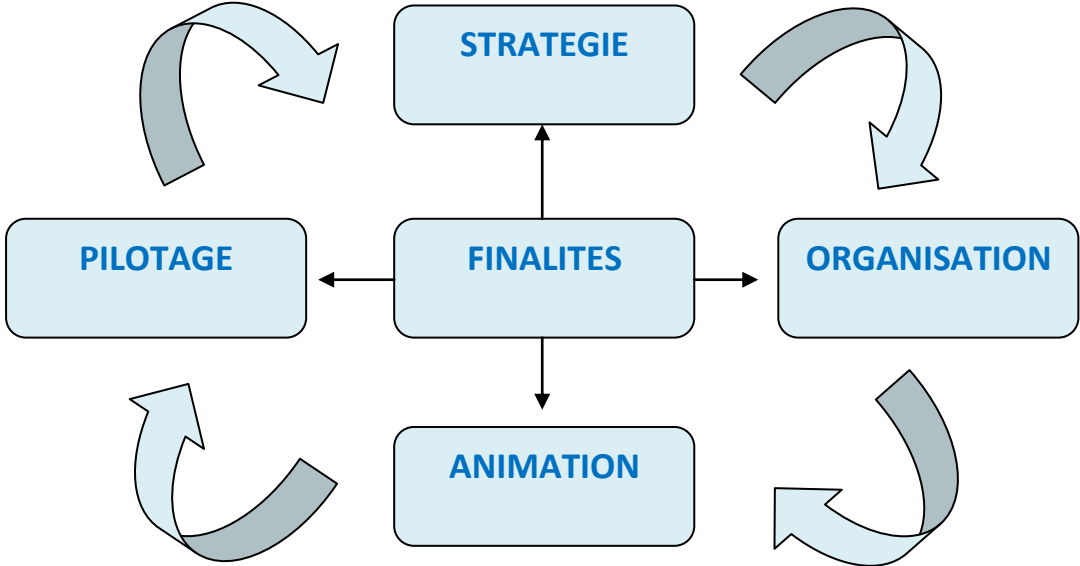 STRATEGIE
PILOTAGE
FINALITES
ORGANISATION
ANIMATION